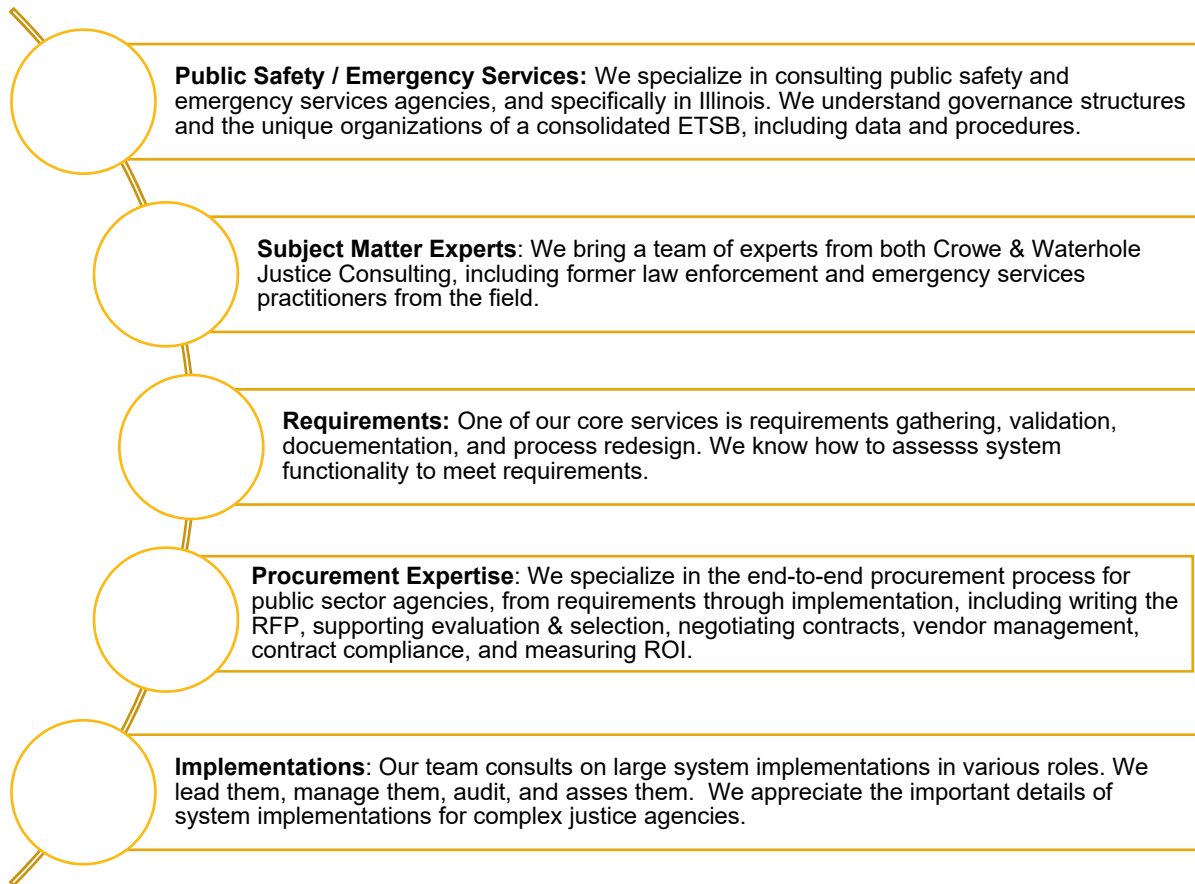 Public Safety / Emergency Services: We specialize in consulting public safety and
emergency services agencies, and specifically in Illinois. We understand governance structures
and the unique organizations of a consolidated ETSB, including data and procedures.
Subject Matter Experts: We bring a team of experts from both Crowe & Waterhole
Justice Consulting, including former law enforcement and emergency services
practitioners from the field.
Requirements: One of our core services is requirements gathering, validation,
docuementation, and process redesign. We know how to assesss system
functionality to meet requirements.
Procurement Expertise: We specialize in the end-to-end procurement process for
public sector agencies, from requirements through implementation, including writing the
RFP, supporting evaluation & selection, negotiating contracts, vendor management,
contract compliance, and measuring ROI.
Implementations: Our team consults on large system implementations in various roles. We
lead them, manage them, audit, and asses them.  We appreciate the important details of
system implementations for complex justice agencies.